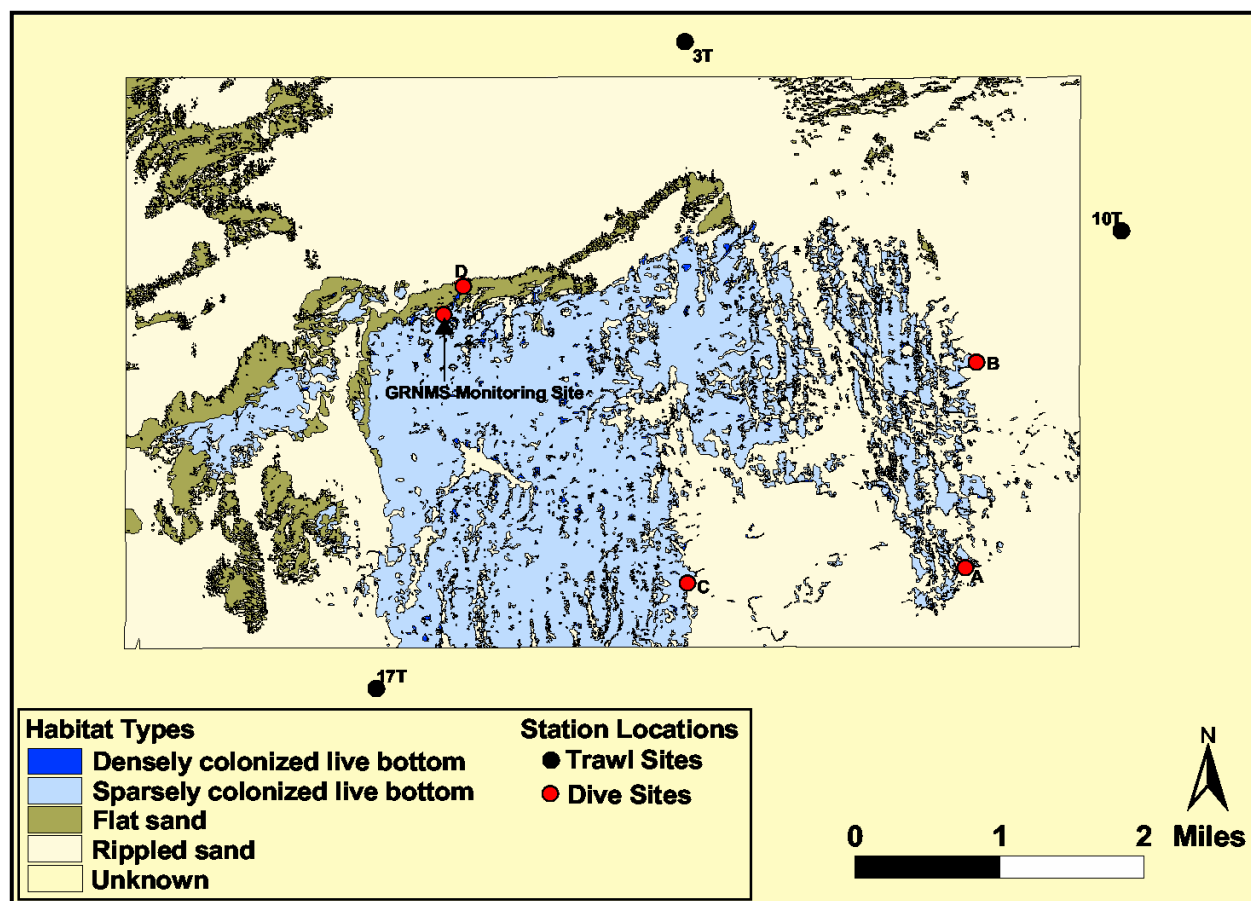 3T
10T
D
B
GRNMS Monitoring Site
A
C
17T
Habitat Types
Densely colonized live bottom
Sparsely colonized live bottom
Flat sand
Rippled sand
Unknown
Station Locations
Trawl Sites
Dive Sites
N
0 1 2 Miles